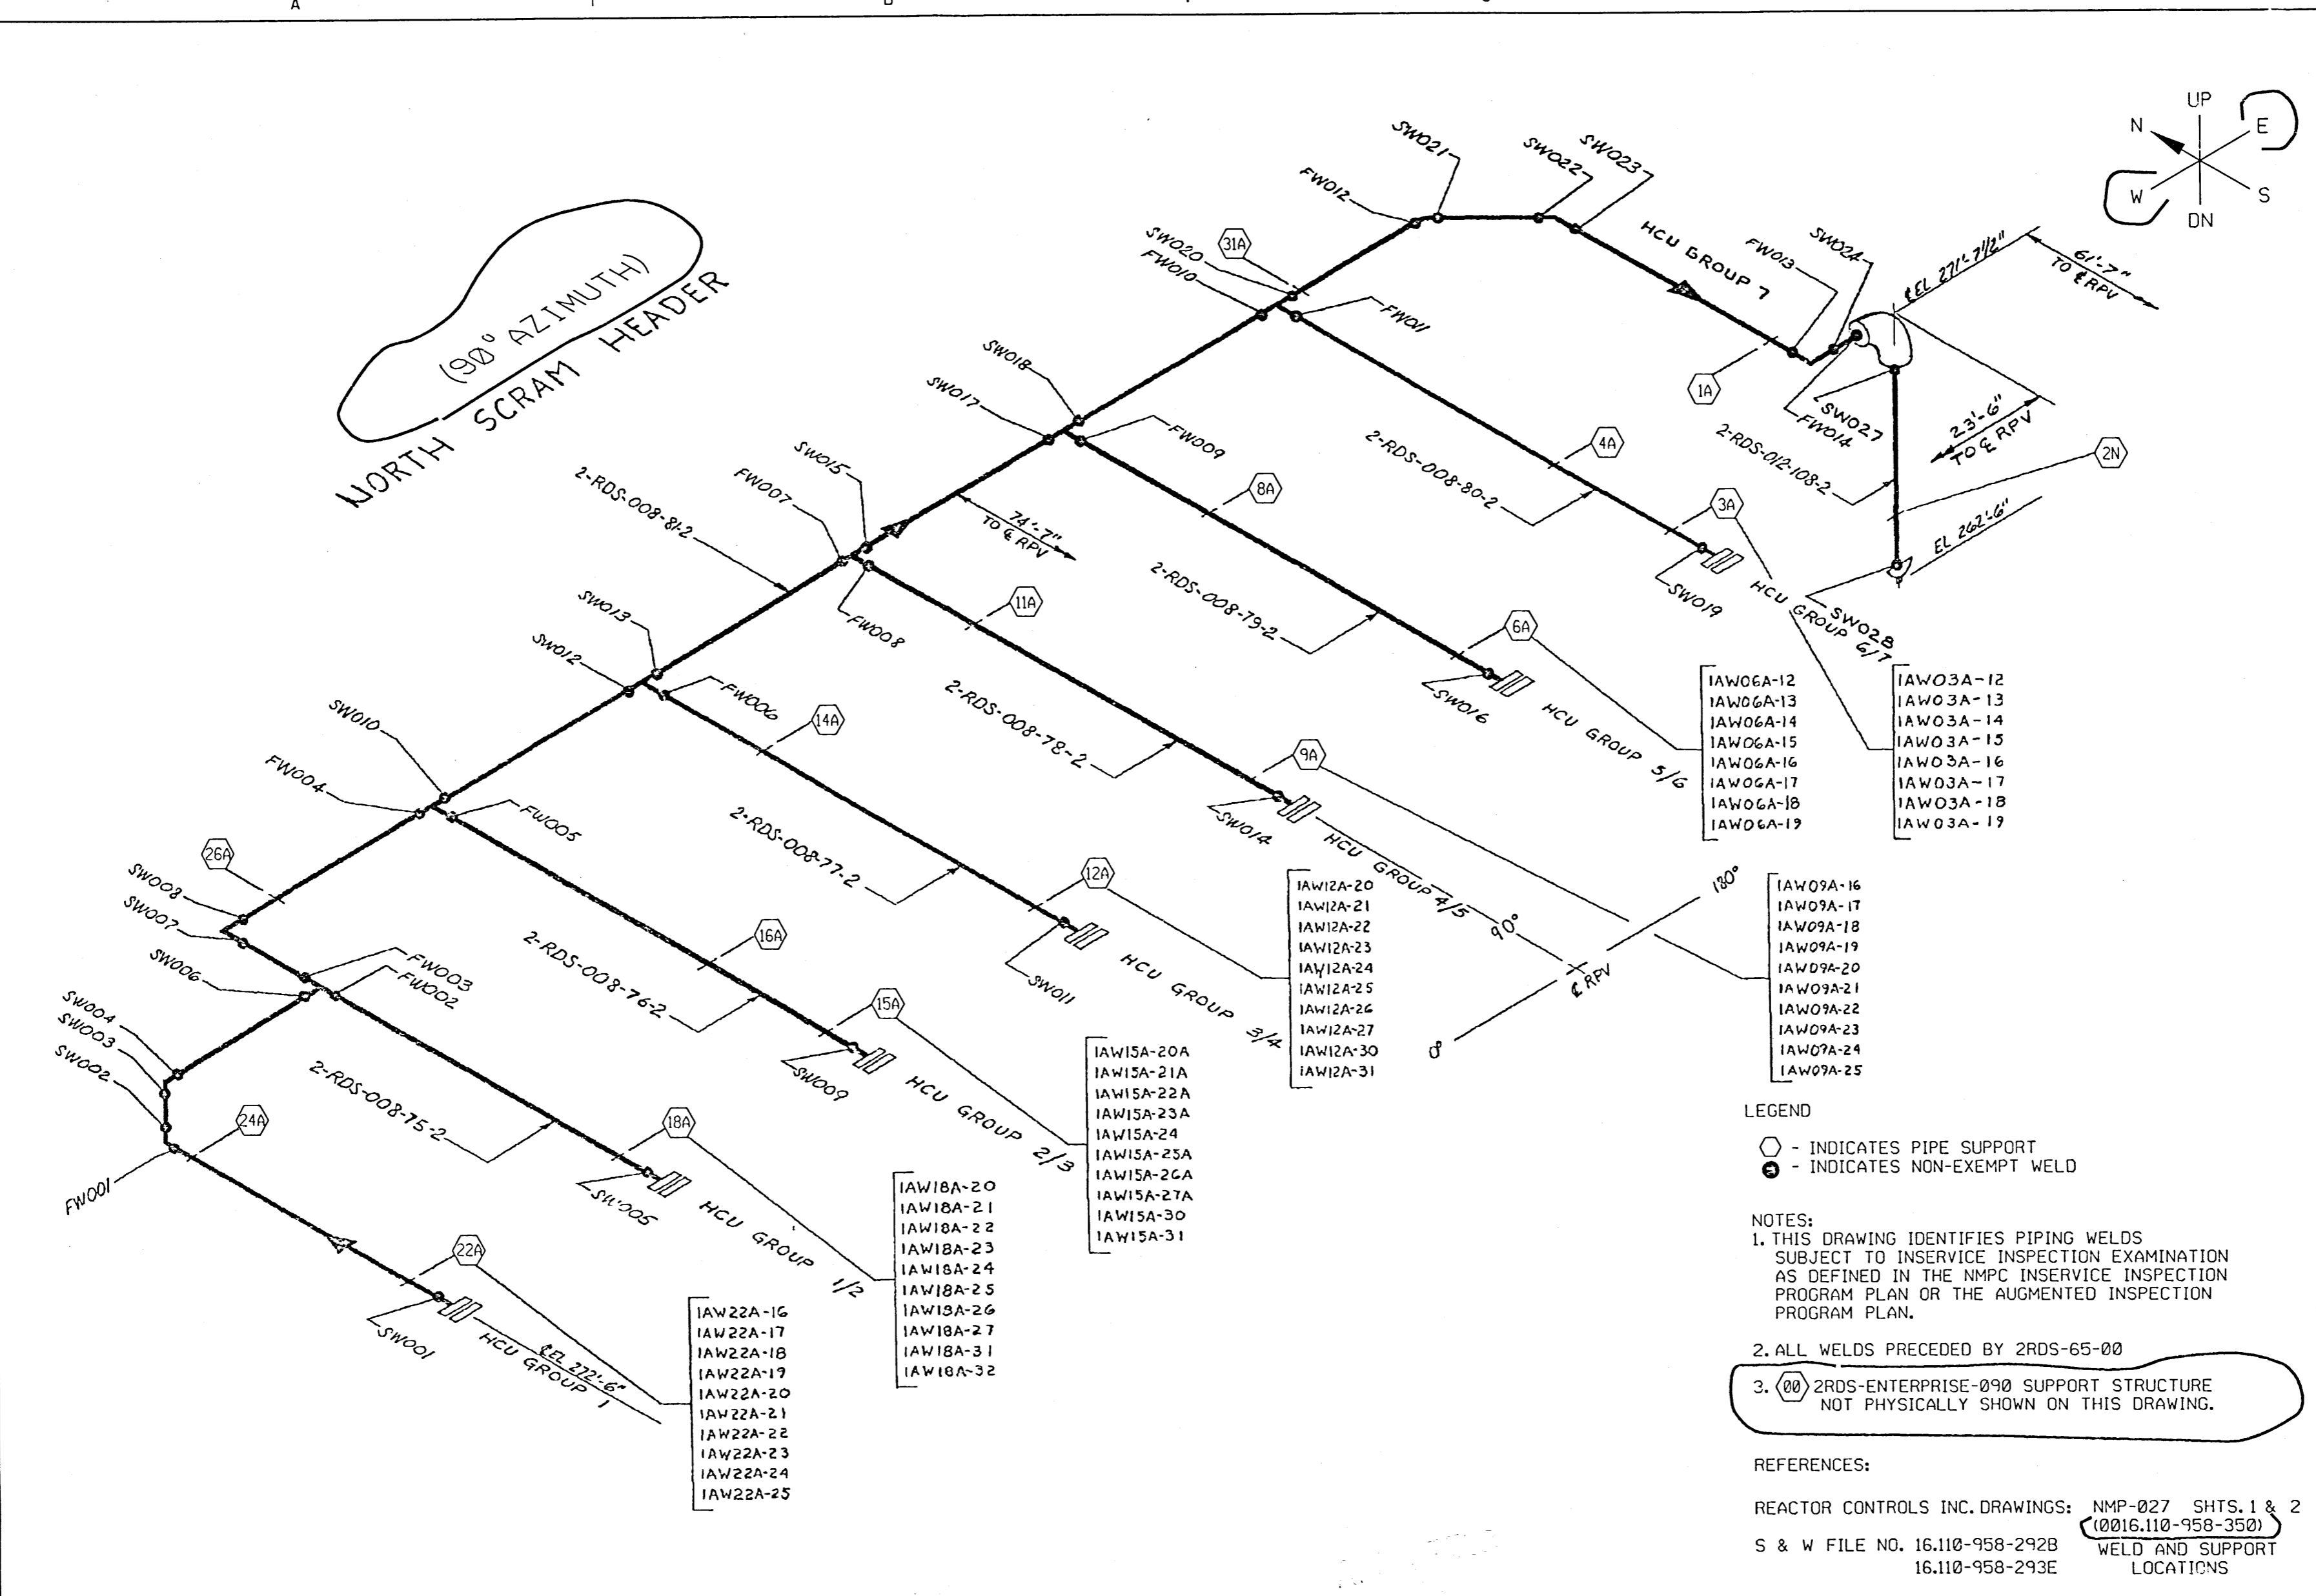 A
UP
N
E
W
S
DN
(90° AZIMUTH)
NORTH SCRAM HEADER
SW021
SW022
SW023
FW012
SW020
FW010
31A
HCU GROUP 7
FW013
SW024
℄EL 271'-7 1/2"
61'-7"
TO ℄ RPV
FW011
1A
SW027
FW014
23'-6"
TO ℄ RPV
2-RDS-012-108-2
2N
EL 262'-6"
SW028
SW018
SW017
FW009
2-RDS-008-80-2
4A
3A
SW019
HCU GROUP 6/7
SW015
FW007
2-RDS-008-81-2
74'-7"
TO ℄ RPV
8A
2-RDS-008-79-2
6A
SW016
HCU GROUP 5/6
SW013
SW012
FW008
11A
2-RDS-008-78-2
9A
SW014
HCU GROUP 4/5
90°
180°
℄ RPV
0°
SW010
FW004
FW006
14A
2-RDS-008-77-2
12A
SW011
HCU GROUP 3/4
26A
FW005
SW008
SW007
SW006
FW003
FW002
16A
2-RDS-008-76-2
15A
SW009
HCU GROUP 2/3
SW004
SW003
SW002
24A
FW001
2-RDS-008-75-2
18A
SW005
HCU GROUP 1/2
22A
SW001
℄EL 272'-6"
HCU GROUP 1
IAW06A-12
IAW06A-13
IAW06A-14
IAW06A-15
IAW06A-16
IAW06A-17
IAW06A-18
IAW06A-19
IAW03A-12
IAW03A-13
IAW03A-14
IAW03A-15
IAW03A-16
IAW03A-17
IAW03A-18
IAW03A-19
IAW12A-20
IAW12A-21
IAW12A-22
IAW12A-23
IAW12A-24
IAW12A-25
IAW12A-26
IAW12A-27
IAW12A-30
IAW12A-31
IAW09A-16
IAW09A-17
IAW09A-18
IAW09A-19
IAW09A-20
IAW09A-21
IAW09A-22
IAW09A-23
IAW09A-24
IAW09A-25
IAW15A-20A
IAW15A-21A
IAW15A-22A
IAW15A-23A
IAW15A-24
IAW15A-25A
IAW15A-26A
IAW15A-27A
IAW15A-30
IAW15A-31
IAW18A-20
IAW18A-21
IAW18A-22
IAW18A-23
IAW18A-24
IAW18A-25
IAW18A-26
IAW18A-27
IAW18A-31
IAW18A-32
IAW22A-16
IAW22A-17
IAW22A-18
IAW22A-19
IAW22A-20
IAW22A-21
IAW22A-22
IAW22A-23
IAW22A-24
IAW22A-25
LEGEND
- INDICATES PIPE SUPPORT
- INDICATES NON-EXEMPT WELD
NOTES:
1. THIS DRAWING IDENTIFIES PIPING WELDS
SUBJECT TO INSERVICE INSPECTION EXAMINATION
AS DEFINED IN THE NMPC INSERVICE INSPECTION
PROGRAM PLAN OR THE AUGMENTED INSPECTION
PROGRAM PLAN.
2. ALL WELDS PRECEDED BY 2RDS-65-00
3. 00 2RDS-ENTERPRISE-090 SUPPORT STRUCTURE
NOT PHYSICALLY SHOWN ON THIS DRAWING.
REFERENCES:
REACTOR CONTROLS INC. DRAWINGS: NMP-027 SHTS. 1 & 2
(0016.110-958-350)
S & W FILE NO. 16.110-958-292B WELD AND SUPPORT
16.110-958-293E LOCATIONS